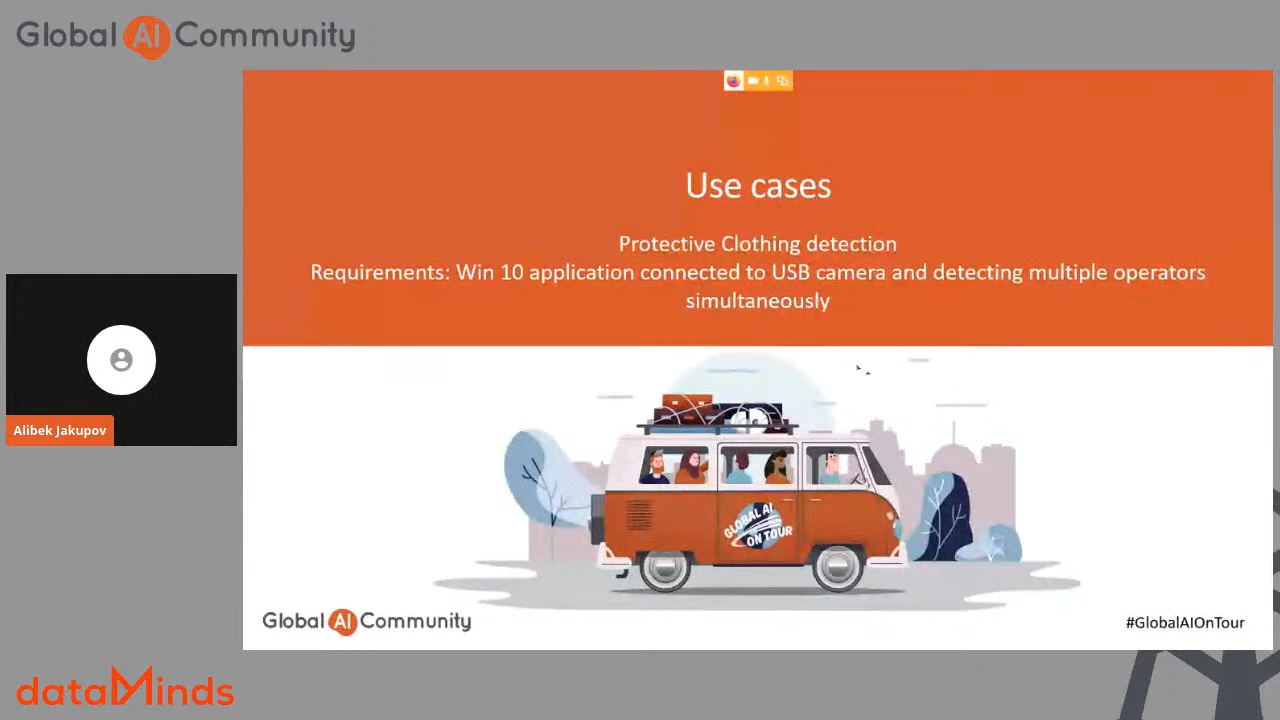 Global AI Community
Use cases
Protective Clothing detection
Requirements: Win 10 application connected to USB camera and detecting multiple operators
simultaneously
Alibek Jakupov
GLOBAL AI
ON TOUR
Global AI Community
#GlobalAIOnTour
dataMinds